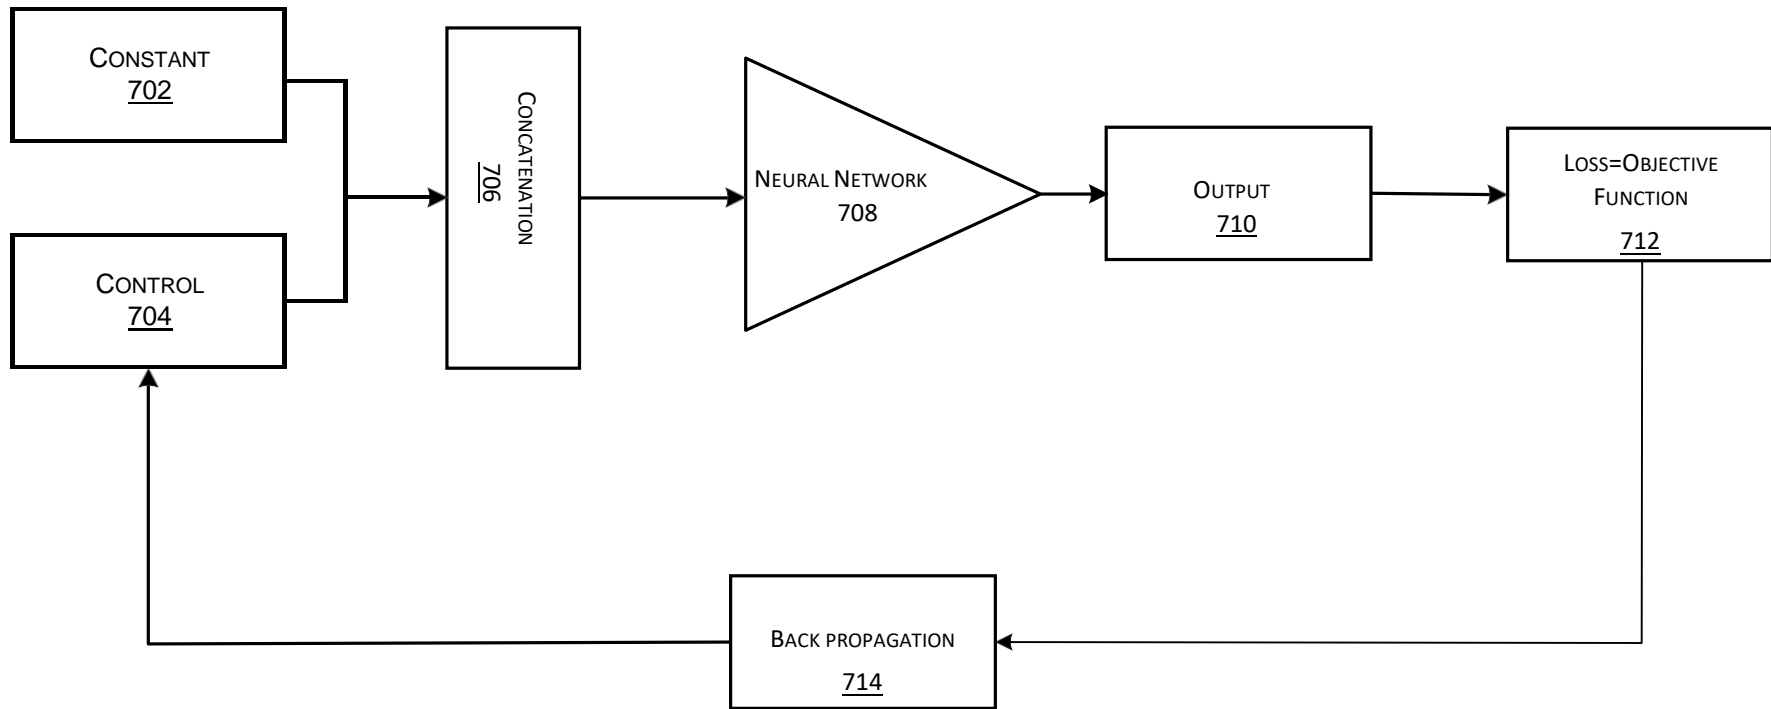 CONSTANT
702
CONTROL
704
CONCATENATION
706
NEURAL NETWORK
708
OUTPUT
710
LOSS=OBJECTIVE
FUNCTION
712
BACK PROPAGATION
714